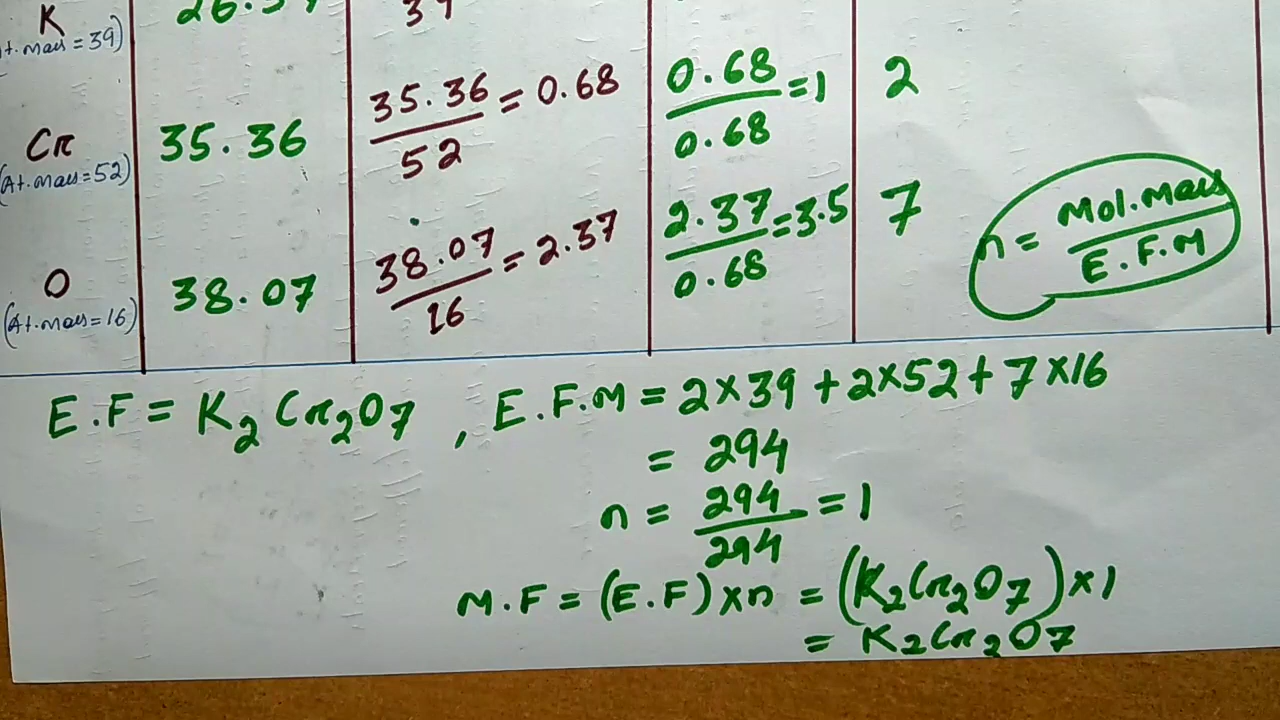 K
(At.mass=39)
35.36/52 = 0.68
0.68/0.68 = 1
2
Cr
(At.mass=52)
35.36
38.07/16 = 2.37
2.37/0.68 = 3.5
7
n = Mol.Mass/E.F.M
O
(At.mass=16)
38.07
E.F = K₂Cr₂O₇ , E.F.M = 2×39 + 2×52 + 7×16
= 294
n = 294/294 = 1
M.F = (E.F)×n = (K₂Cr₂O₇)×1
= K₂Cr₂O₇